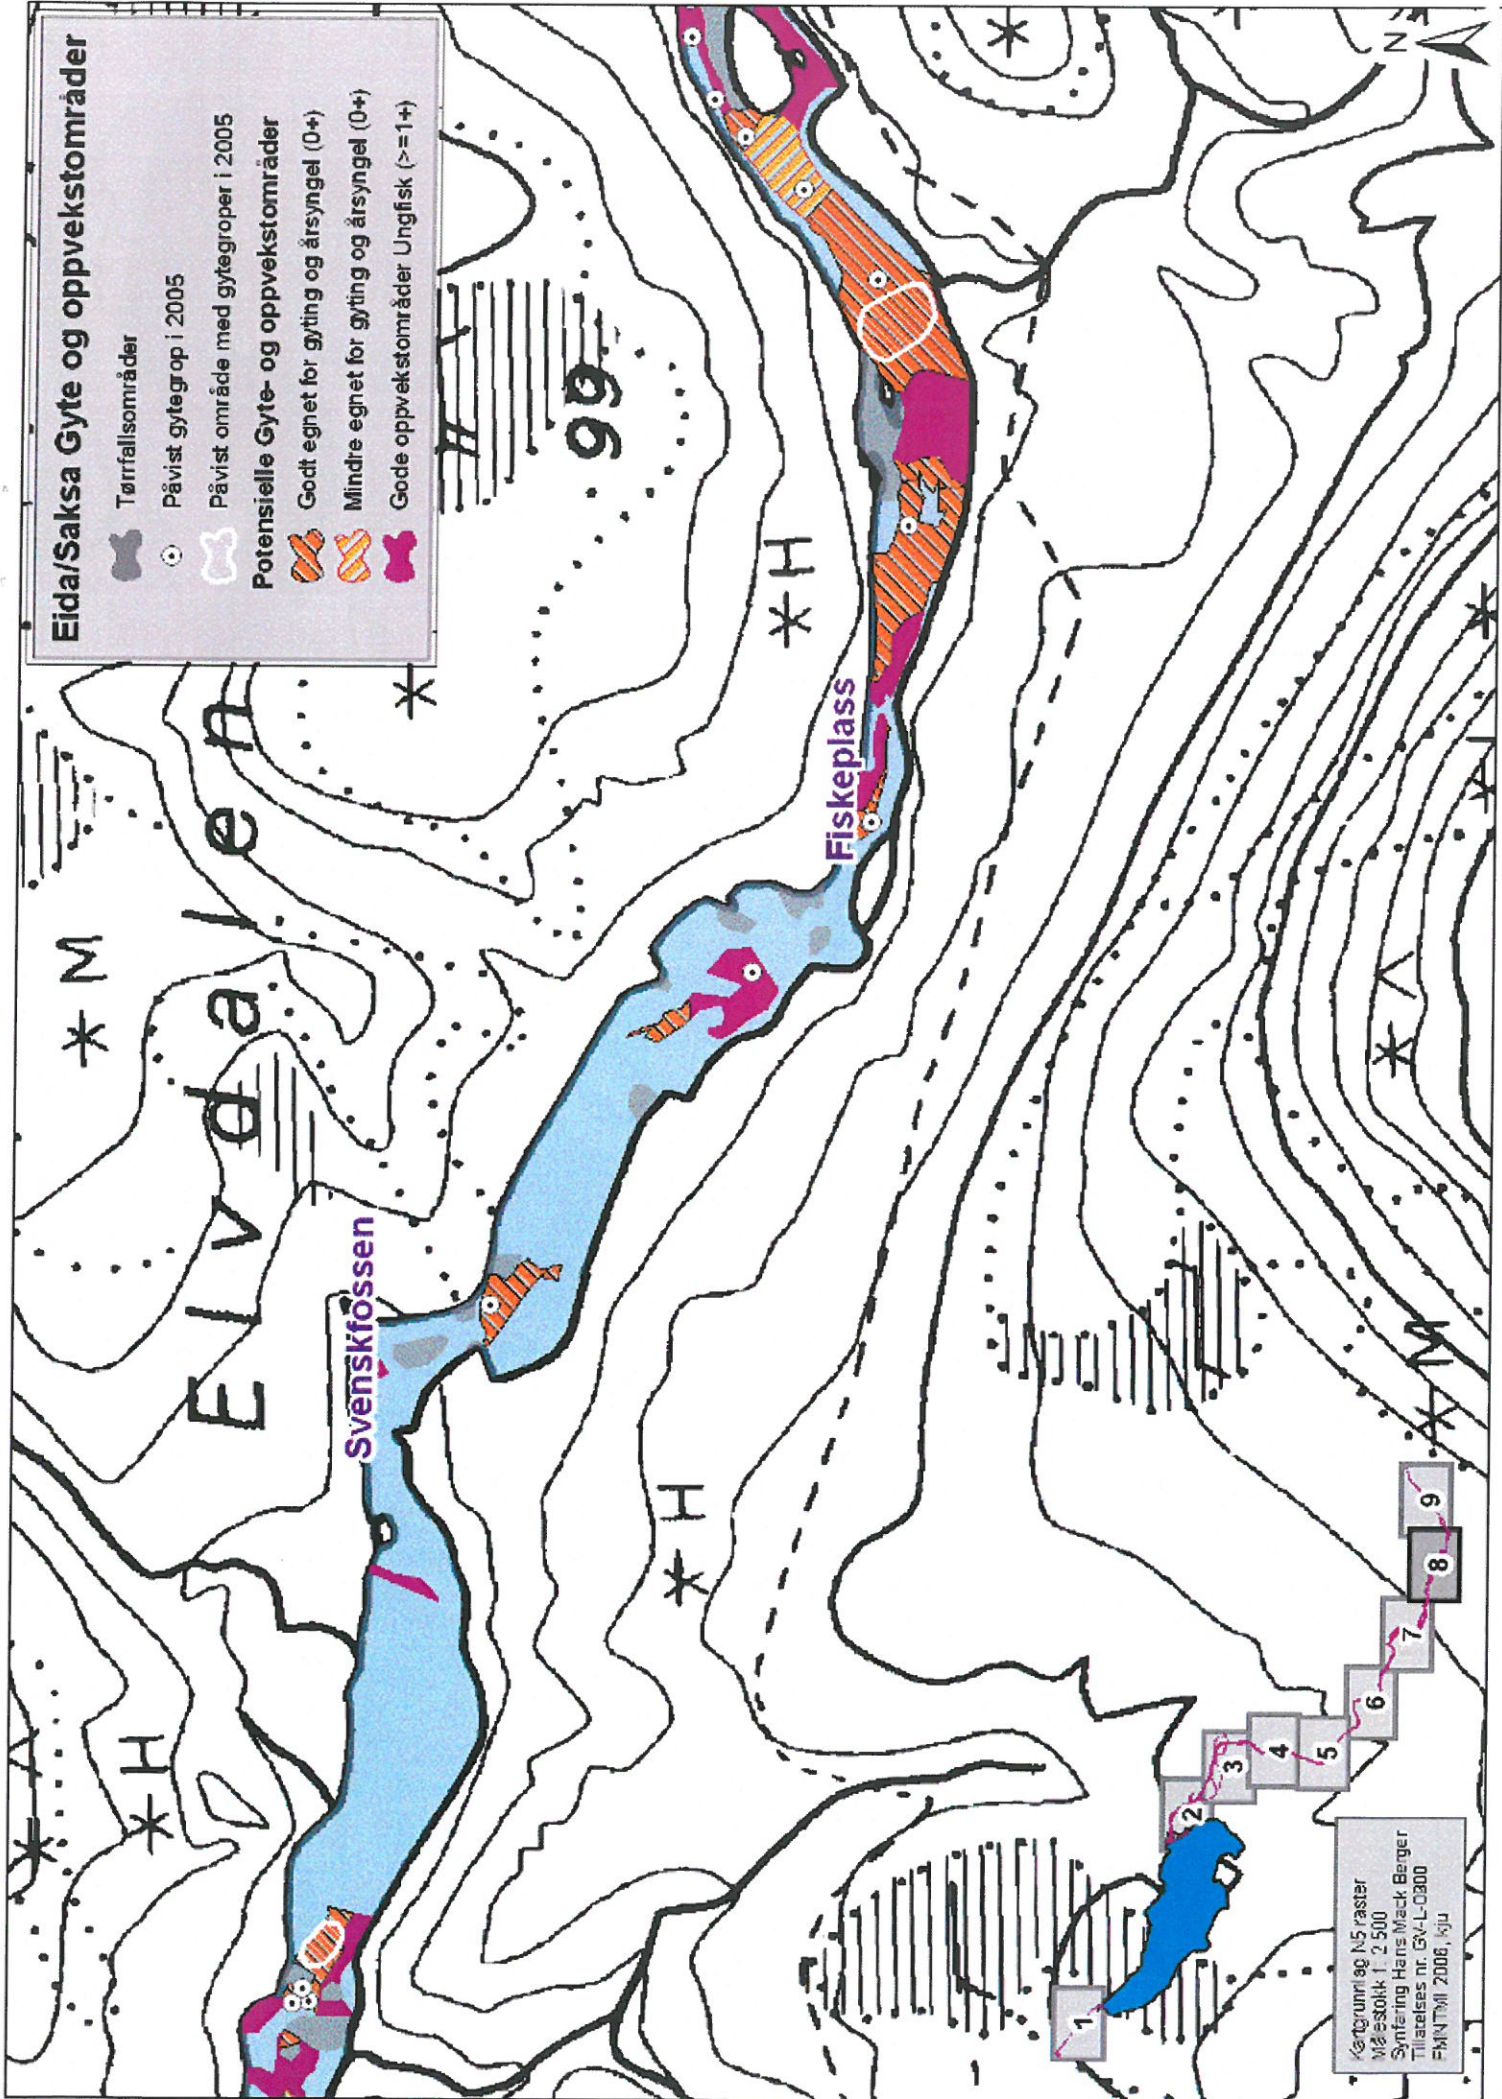 Eida/Saksa Gyte og oppvekstområder
Tørrfallsområder
Påvist gytegrop i 2005
Påvist område med gytegroper i 2005
Potensielle Gyte- og oppvekstområder
Godt egnet for gyting og årsyngel (0+)
Mindre egnet for gyting og årsyngel (0+)
Gode oppvekstområder Ungfisk (>=1+)
Elvdalen
M
H
99
H
H
Svenskfossen
Fiskeplass
M
N
1
2
3
4
5
6
7
8
9
Kartgrunnlag N5 raster
Målestokk 1: 2 500
Synfaring Hans Mack Berger
Tillatelses nr. GV-L-0300
FMNTMI 2006, kju